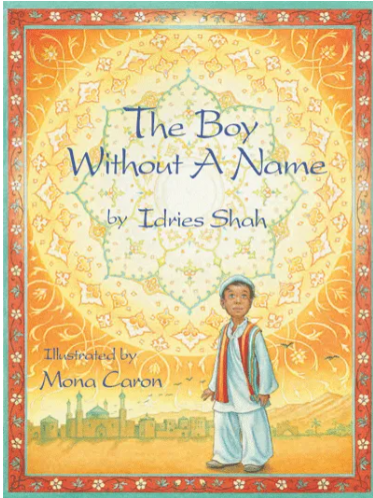 The Boy
Without A Name
by Idries Shah
Illustrated by
Mona Caron